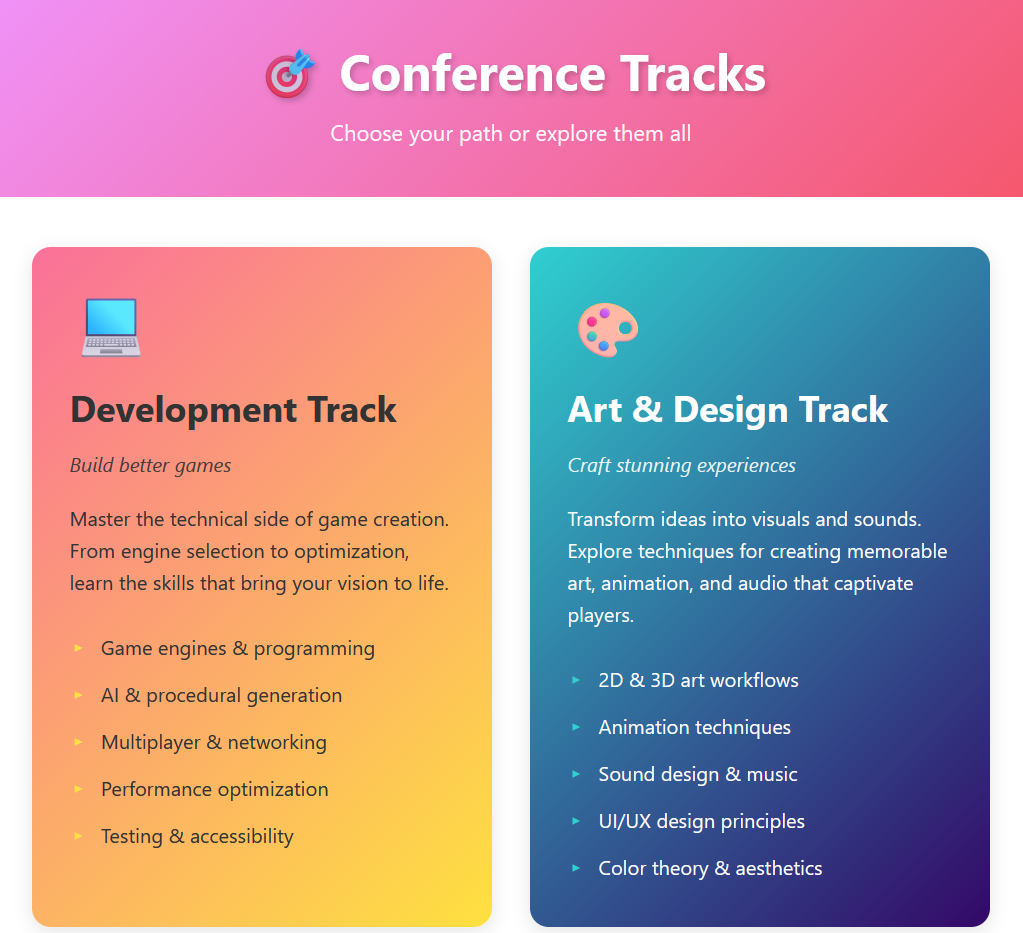 Conference Tracks
Choose your path or explore them all
Development Track
Build better games
Master the technical side of game creation.
From engine selection to optimization,
learn the skills that bring your vision to life.
Game engines & programming
AI & procedural generation
Multiplayer & networking
Performance optimization
Testing & accessibility
Art & Design Track
Craft stunning experiences
Transform ideas into visuals and sounds.
Explore techniques for creating memorable
art, animation, and audio that captivate
players.
2D & 3D art workflows
Animation techniques
Sound design & music
UI/UX design principles
Color theory & aesthetics